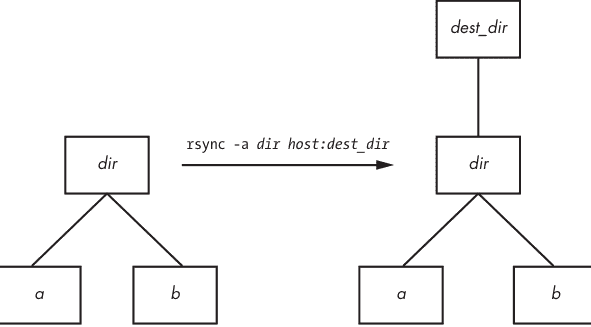 dest_dir
rsync -a dir host:dest_dir
dir
dir
a
b
a
b